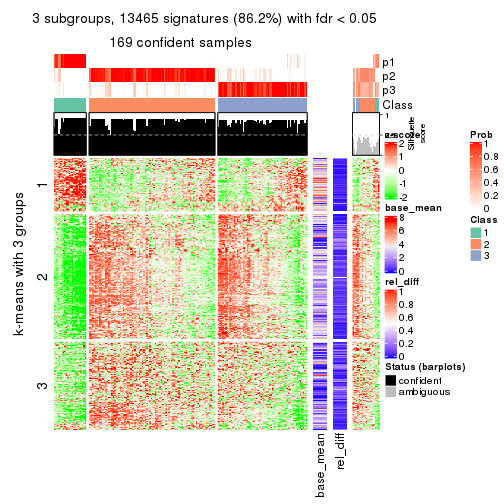 3 subgroups, 13465 signatures (86.2%) with fdr < 0.05
169 confident samples
p1
p2
p3
Class
1
0.5
Silhouette score
z-score
2
1
0
-1
-2
base_mean
8
6
4
2
0
rel_diff
1
0.8
0.6
0.4
0.2
0
Status (barplots)
confident
ambiguous
Prob
1
0.8
0.6
0.4
0.2
0
Class
1
2
3
k-means with 3 groups
1
2
3
base_mean
rel_diff